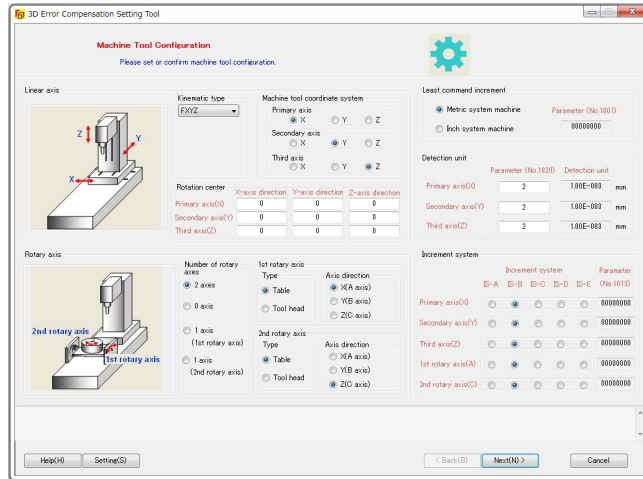 3D Error Compensation Setting Tool
Machine Tool Configuration
Please set or confirm machine tool configuration.
Linear axis
Z
Y
X
Kinematic type
FXYZ
Machine tool coordinate system
Primary axis
X Y Z
Secondary axis
X Y Z
Third axis
X Y Z
Rotation center X-axis direction Y-axis direction Z-axis direction
Primary axis(X) 0 0 0
Secondary axis(Y) 0 0 0
Third axis(Z) 0 0 0
Least command increment
Metric system machine
Inch system machine
Parameter (No.1001)
00000000
Detection unit
Parameter (No.1820) Detection unit
Primary axis(X) 2 1.00E-003 mm
Secondary axis(Y) 2 1.00E-003 mm
Third axis(Z) 2 1.00E-003 mm
Rotary axis
2nd rotary axis
1st rotary axis
Number of rotary axes
2 axes
0 axis
1 axis
(1st rotary axis)
1 axis
(2nd rotary axis)
1st rotary axis
Type Axis direction
Table X(A axis)
Y(B axis)
Tool head Z(C axis)
2nd rotary axis
Type Axis direction
Table X(A axis)
Y(B axis)
Tool head Z(C axis)
Increment system
Increment system Parameter
IS-A IS-B IS-C IS-D IS-E (No.1013)
Primary axis(X) 00000000
Secondary axis(Y) 00000000
Third axis(Z) 00000000
1st rotary axis(A) 00000000
2nd rotary axis(C) 00000000
Help(H) Setting(S) < Back(B) Next(N) > Cancel